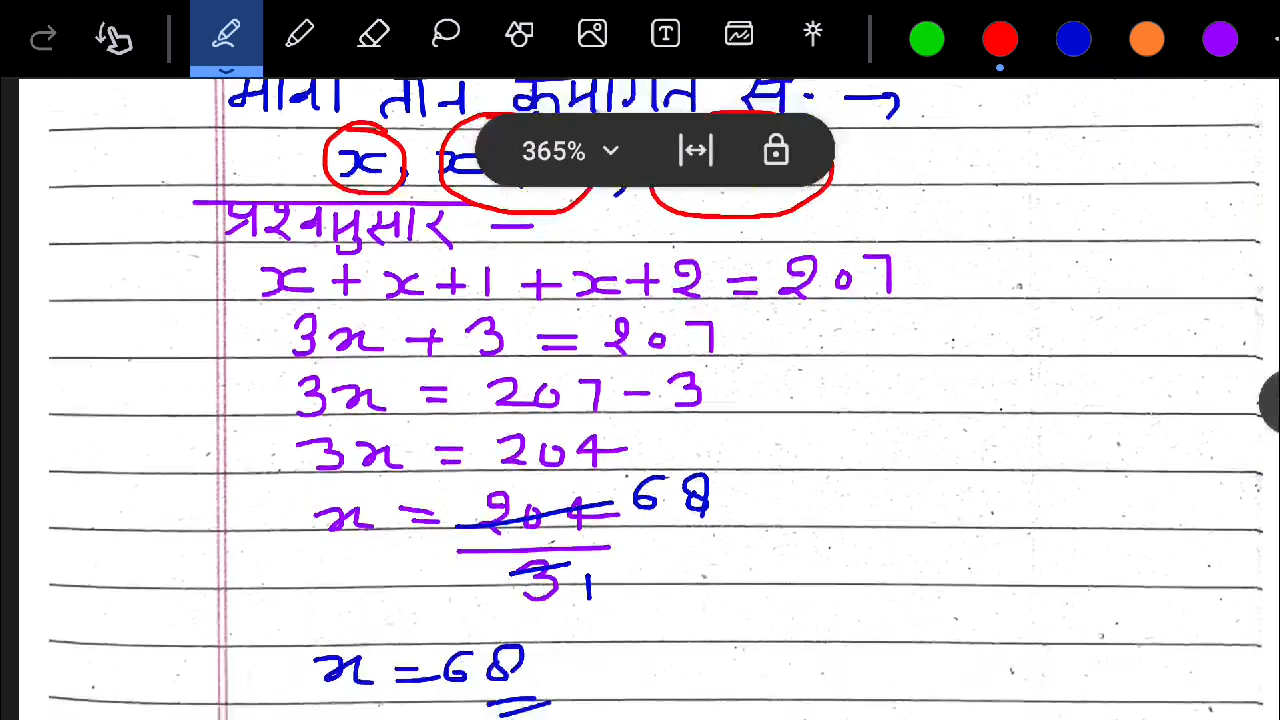 365%
माना तीन क्रमागत सं. →
x, x
प्रश्नानुसार –
x + x+1 + x+2 = 207
3x + 3 = 207
3x = 207 - 3
3x = 204
x = 204/3 68 1
x = 68